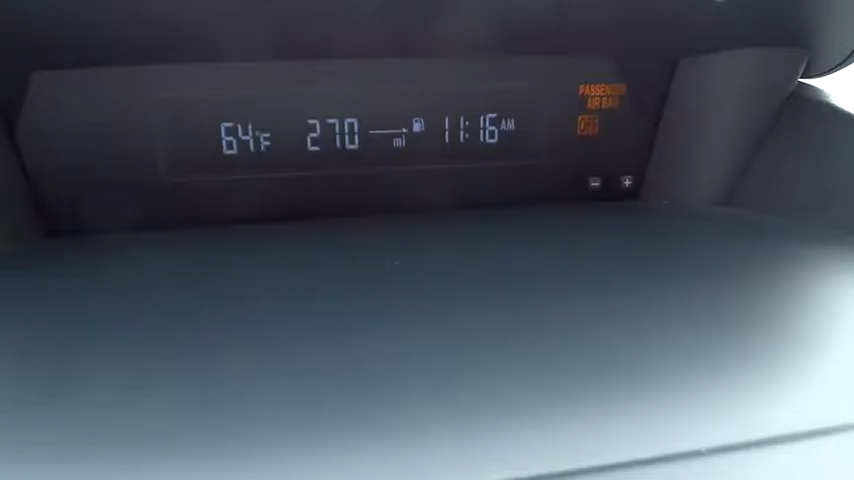 64°F 270 mi 11:16 AM
PASSENGER
AIR BAG
OFF
- +